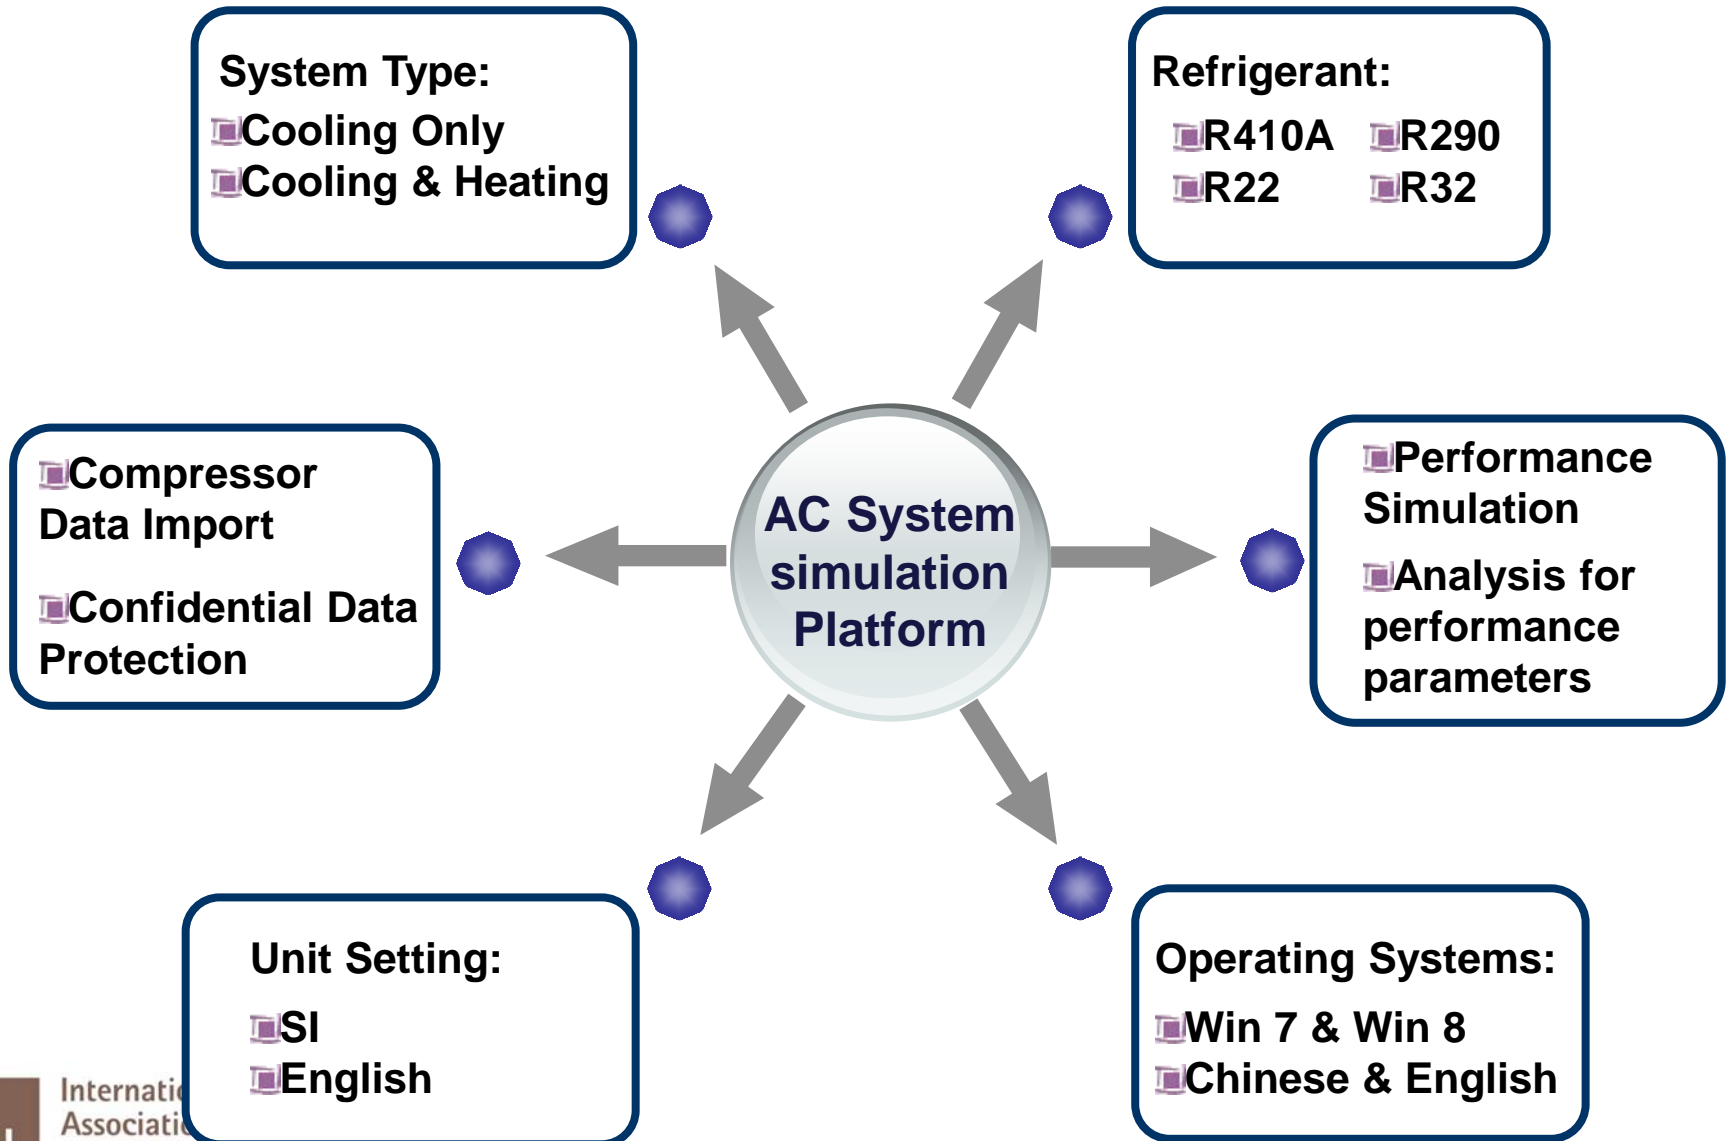 System Type:
Cooling Only
Cooling & Heating
Refrigerant:
R410A R290
R22 R32
Compressor
Data Import
Confidential Data
Protection
AC System
simulation
Platform
Performance
Simulation
Analysis for
performance
parameters
Unit Setting:
SI
English
Operating Systems:
Win 7 & Win 8
Chinese & English